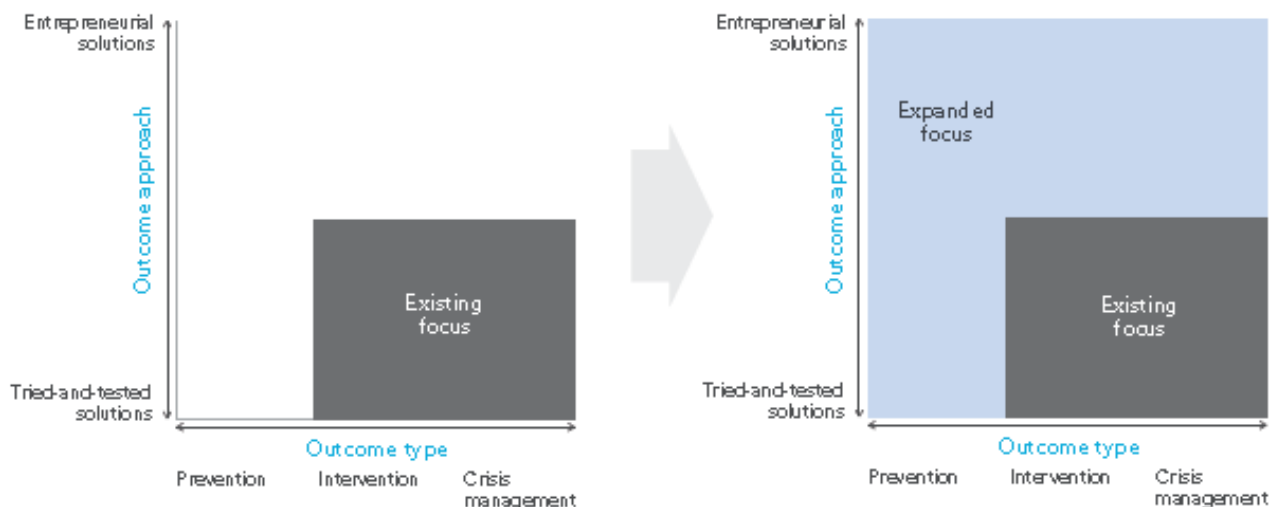 Entrepreneurial
solutions
Outcome approach
Existing
focus
Tried-and-tested
solutions
Outcome type
Prevention
Intervention
Crisis
management
Entrepreneurial
solutions
Outcome approach
Expanded
focus
Existing
focus
Tried-and-tested
solutions
Outcome type
Prevention
Intervention
Crisis
management